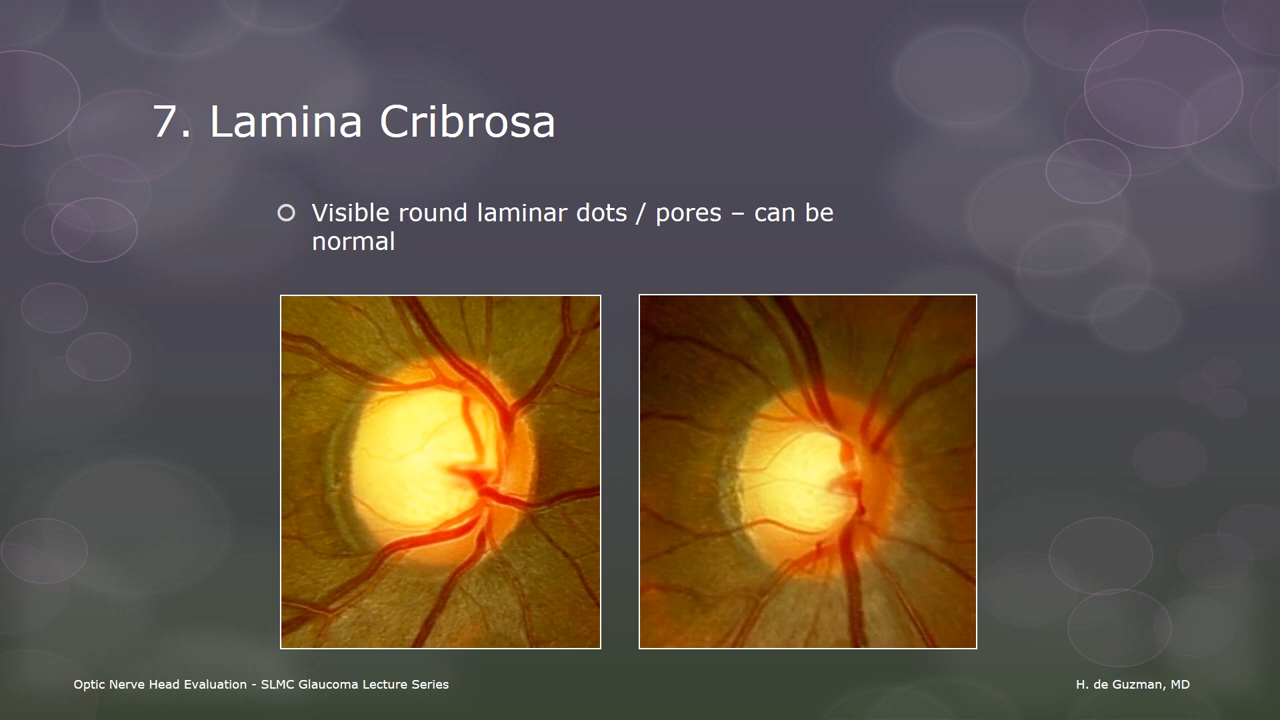 7. Lamina Cribrosa
Visible round laminar dots / pores – can be
normal
Optic Nerve Head Evaluation - SLMC Glaucoma Lecture Series
H. de Guzman, MD